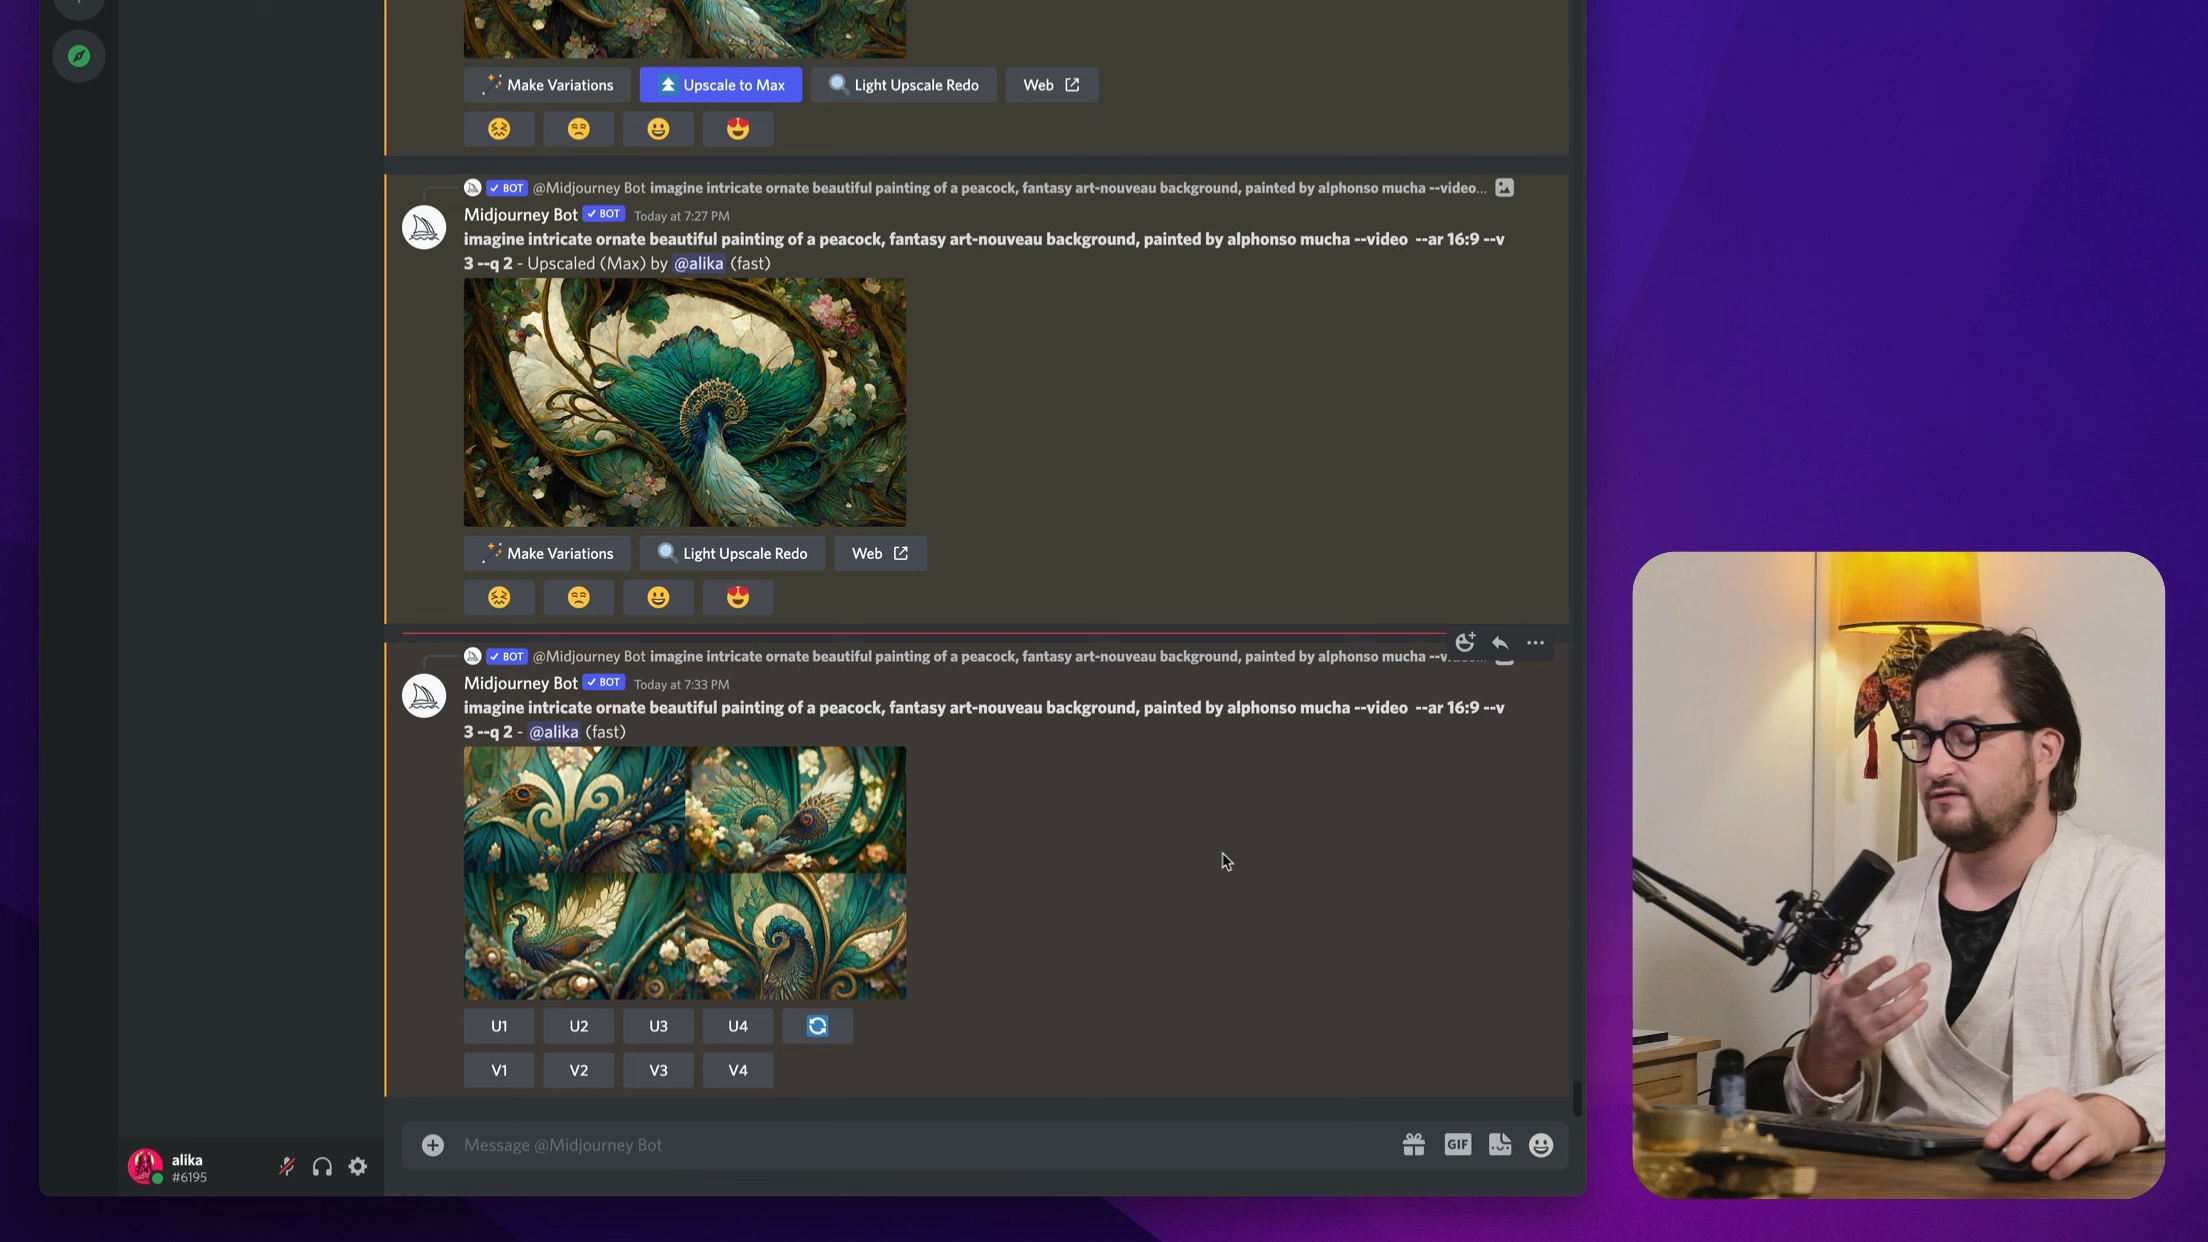 Make Variations Upscale to Max Light Upscale Redo Web
✓ BOT @Midjourney Bot imagine intricate ornate beautiful painting of a peacock, fantasy art-nouveau background, painted by alphonso mucha --video...
Midjourney Bot ✓ BOT Today at 7:27 PM
imagine intricate ornate beautiful painting of a peacock, fantasy art-nouveau background, painted by alphonso mucha --video --ar 16:9 --v
3 --q 2 - Upscaled (Max) by @alika (fast)
Make Variations Light Upscale Redo Web
✓ BOT @Midjourney Bot imagine intricate ornate beautiful painting of a peacock, fantasy art-nouveau background, painted by alphonso mucha
Midjourney Bot ✓ BOT Today at 7:33 PM
imagine intricate ornate beautiful painting of a peacock, fantasy art-nouveau background, painted by alphonso mucha --video --ar 16:9 --v
3 --q 2 - @alika (fast)
U1 U2 U3 U4
V1 V2 V3 V4
Message @Midjourney Bot
GIF
alika
#6195